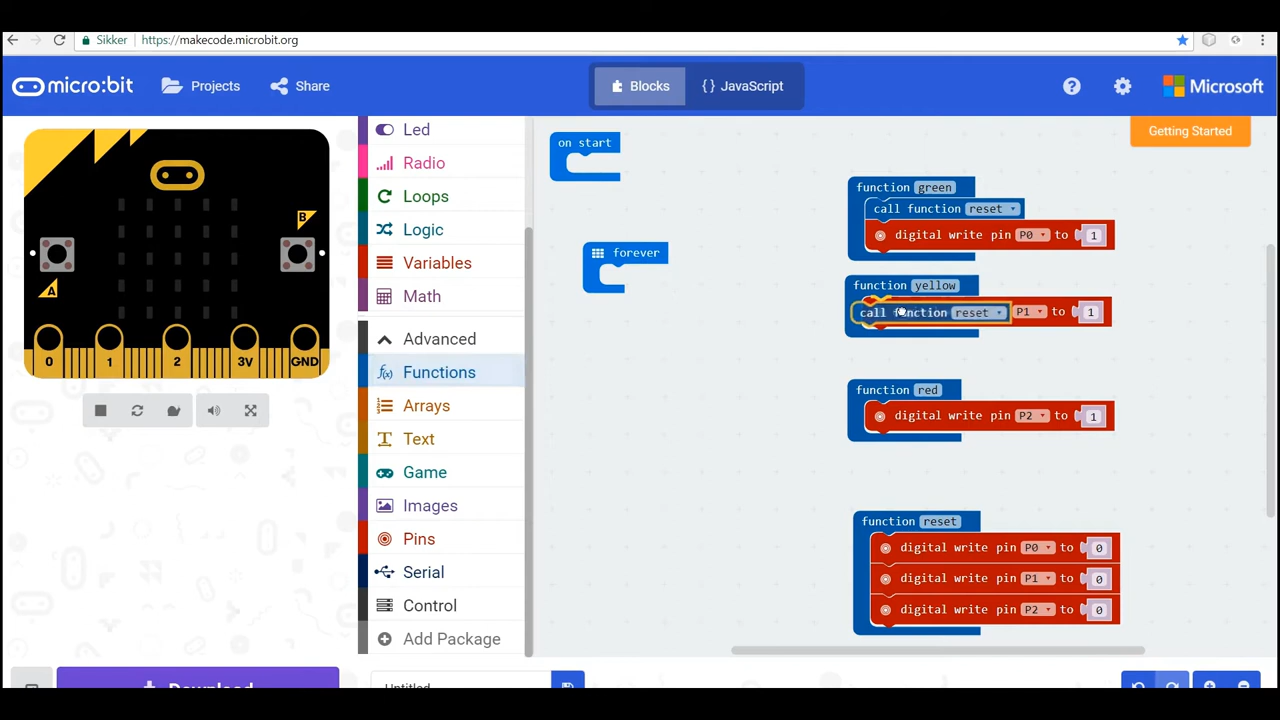 Sikker https://makecode.microbit.org
micro:bit Projects Share Blocks {} JavaScript Microsoft
Getting Started
Led
Radio
Loops
Logic
Variables
Math
Advanced
Functions
Arrays
Text
Game
Images
Pins
Serial
Control
Add Package
A
B
0 1 2 3V GND
on start
forever
function green
call function reset
digital write pin P0 to 1
function yellow
call function reset P1 to 1
function red
digital write pin P2 to 1
function reset
digital write pin P0 to 0
digital write pin P1 to 0
digital write pin P2 to 0
Download
Untitled